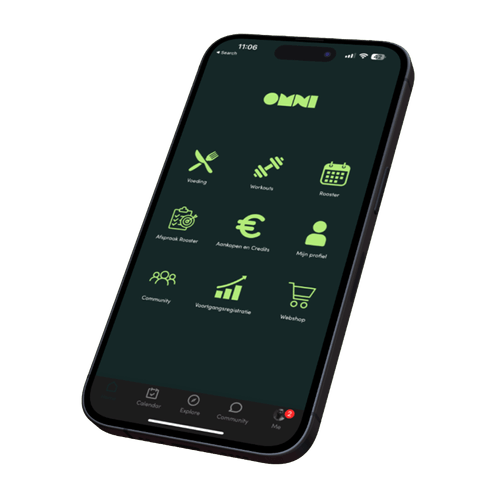 11:06
◂ Search
OMNI
Voeding
Workouts
Rooster
Afspraak Rooster
Aankopen en Credits
Mijn profiel
Community
Voortgangsregistratie
Webshop
Calendar
Explore
Community
Me
2